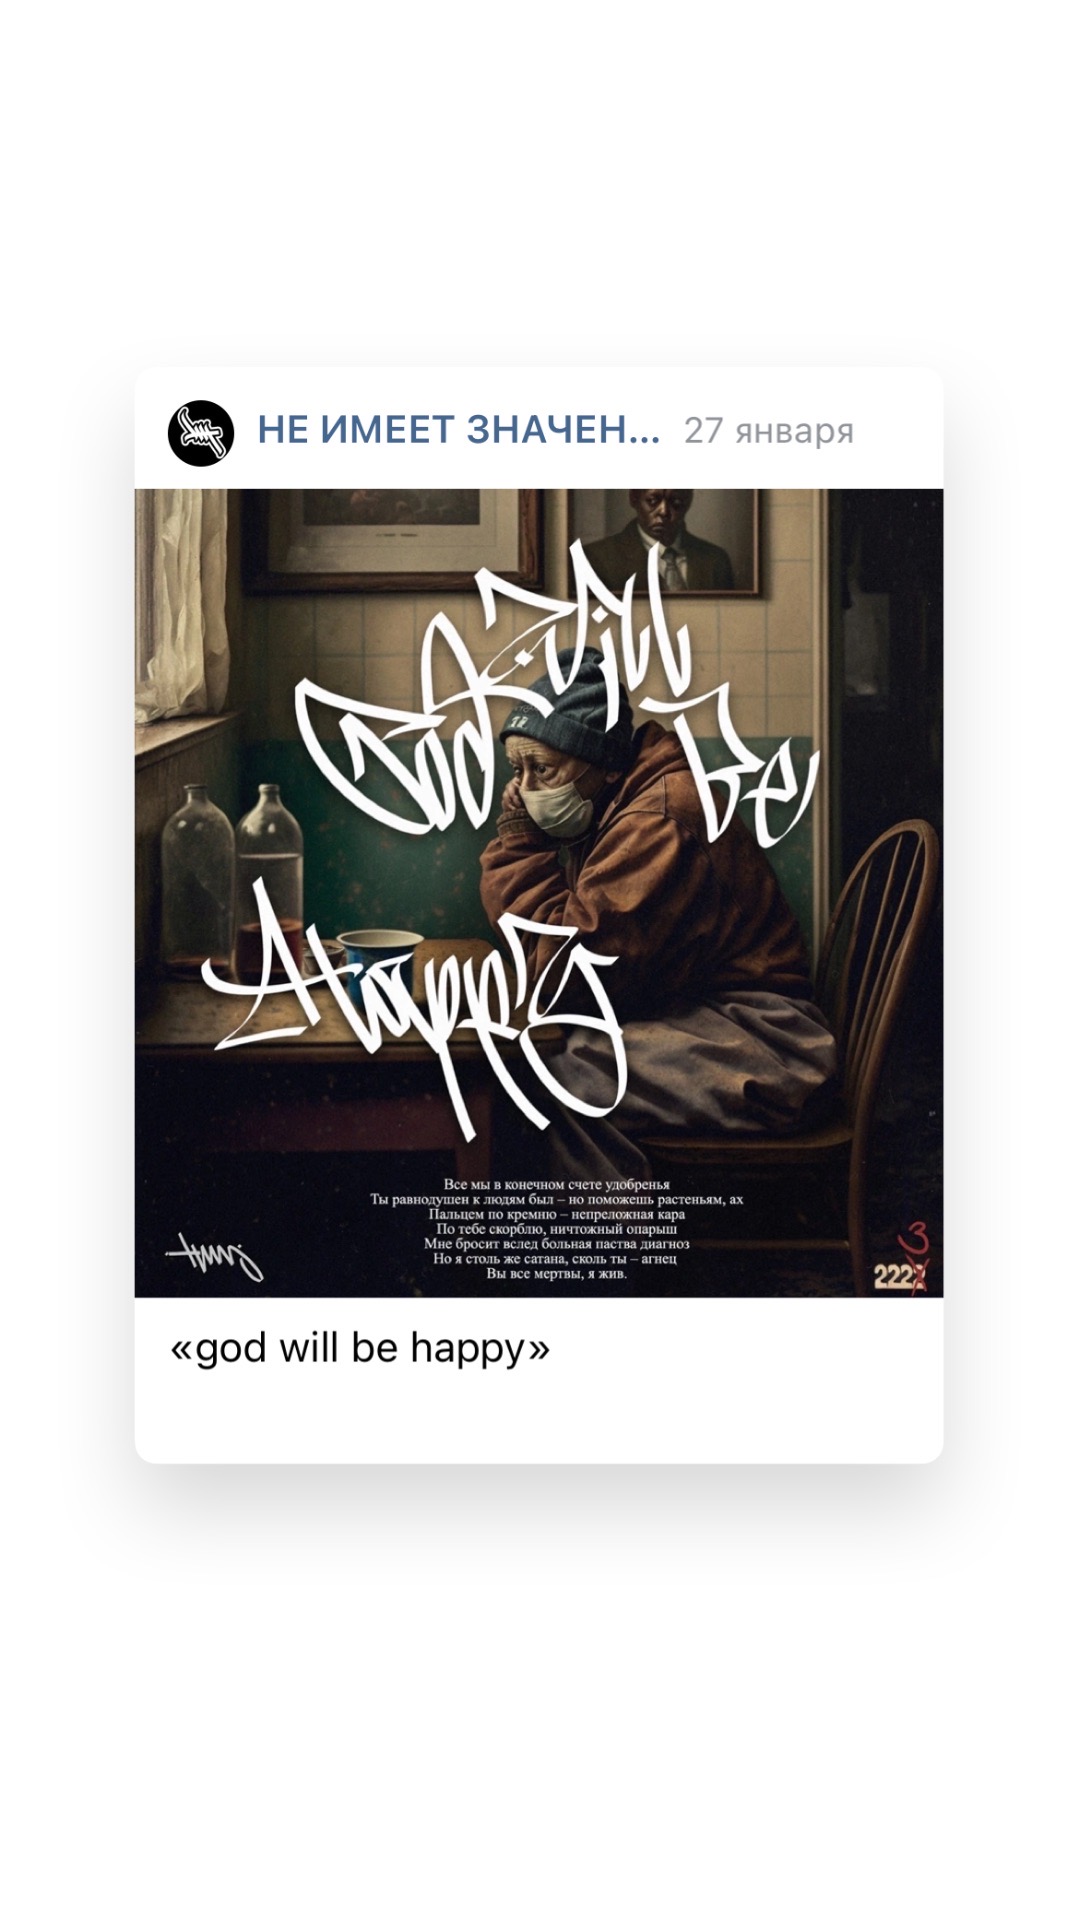 НЕ ИМЕЕТ ЗНАЧЕН... 27 января
God Will
Be
Happy
Все мы в конечном счете удобренья
Ты равнодушен к людям был – но поможешь растеньям, ах
Пальцем по кремню – непреложная кара
По тебе скорблю, ничтожный опарыш
Мне бросит вслед больная паства диагноз
Но я столь же сатана, сколь ты – агнец
Вы все мертвы, я жив.
3
222
«god will be happy»